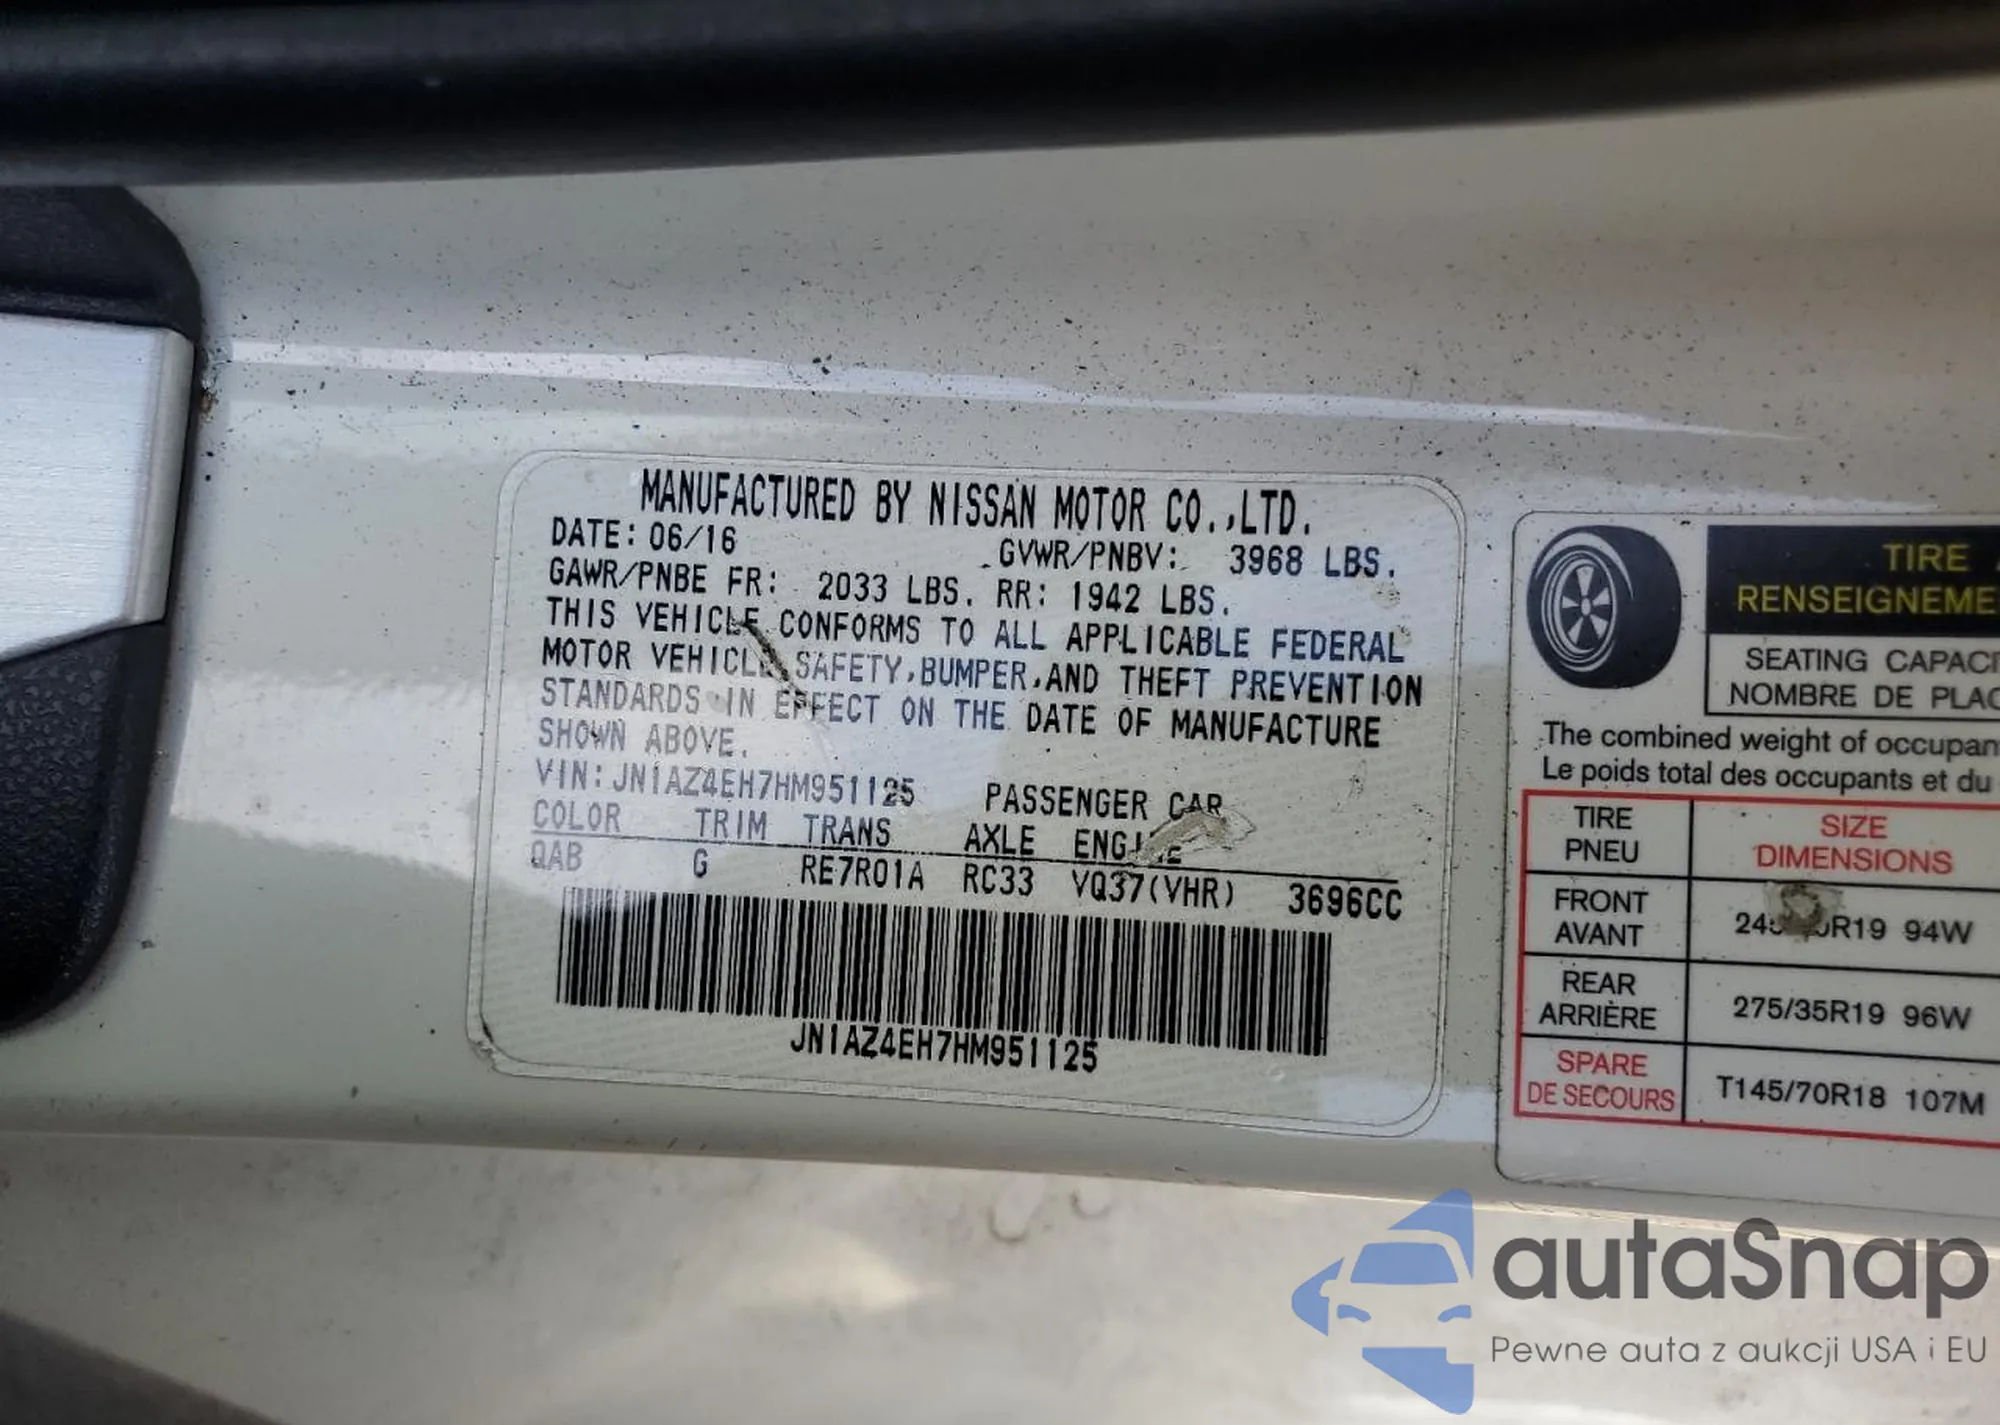 MANUFACTURED BY NISSAN MOTOR CO.,LTD.
DATE: 06/16 GVWR/PNBV: 3968 LBS.
GAWR/PNBE FR: 2033 LBS. RR: 1942 LBS.
THIS VEHICLE CONFORMS TO ALL APPLICABLE FEDERAL
MOTOR VEHICLE SAFETY,BUMPER,AND THEFT PREVENTION
STANDARDS IN EFFECT ON THE DATE OF MANUFACTURE
SHOWN ABOVE.
VIN:JN1AZ4EH7HM951125 PASSENGER CAR
COLOR TRIM TRANS AXLE ENGINE
QAB G RE7R01A RC33 VQ37(VHR) 3696CC
JN1AZ4EH7HM951125
TIRE
RENSEIGNEME
SEATING CAPACI
NOMBRE DE PLAC
The combined weight of occupan
Le poids total des occupants et du
TIRE SIZE
PNEU DIMENSIONS
FRONT
AVANT R19 94W
REAR
ARRIÈRE 275/35R19 96W
SPARE
DE SECOURS T145/70R18 107M
autaSnap
Pewne auta z aukcji USA i EU